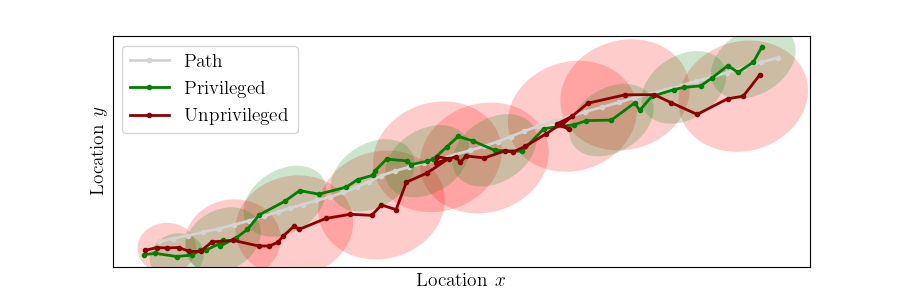 Path
Privileged
Unprivileged
Location y
Location x